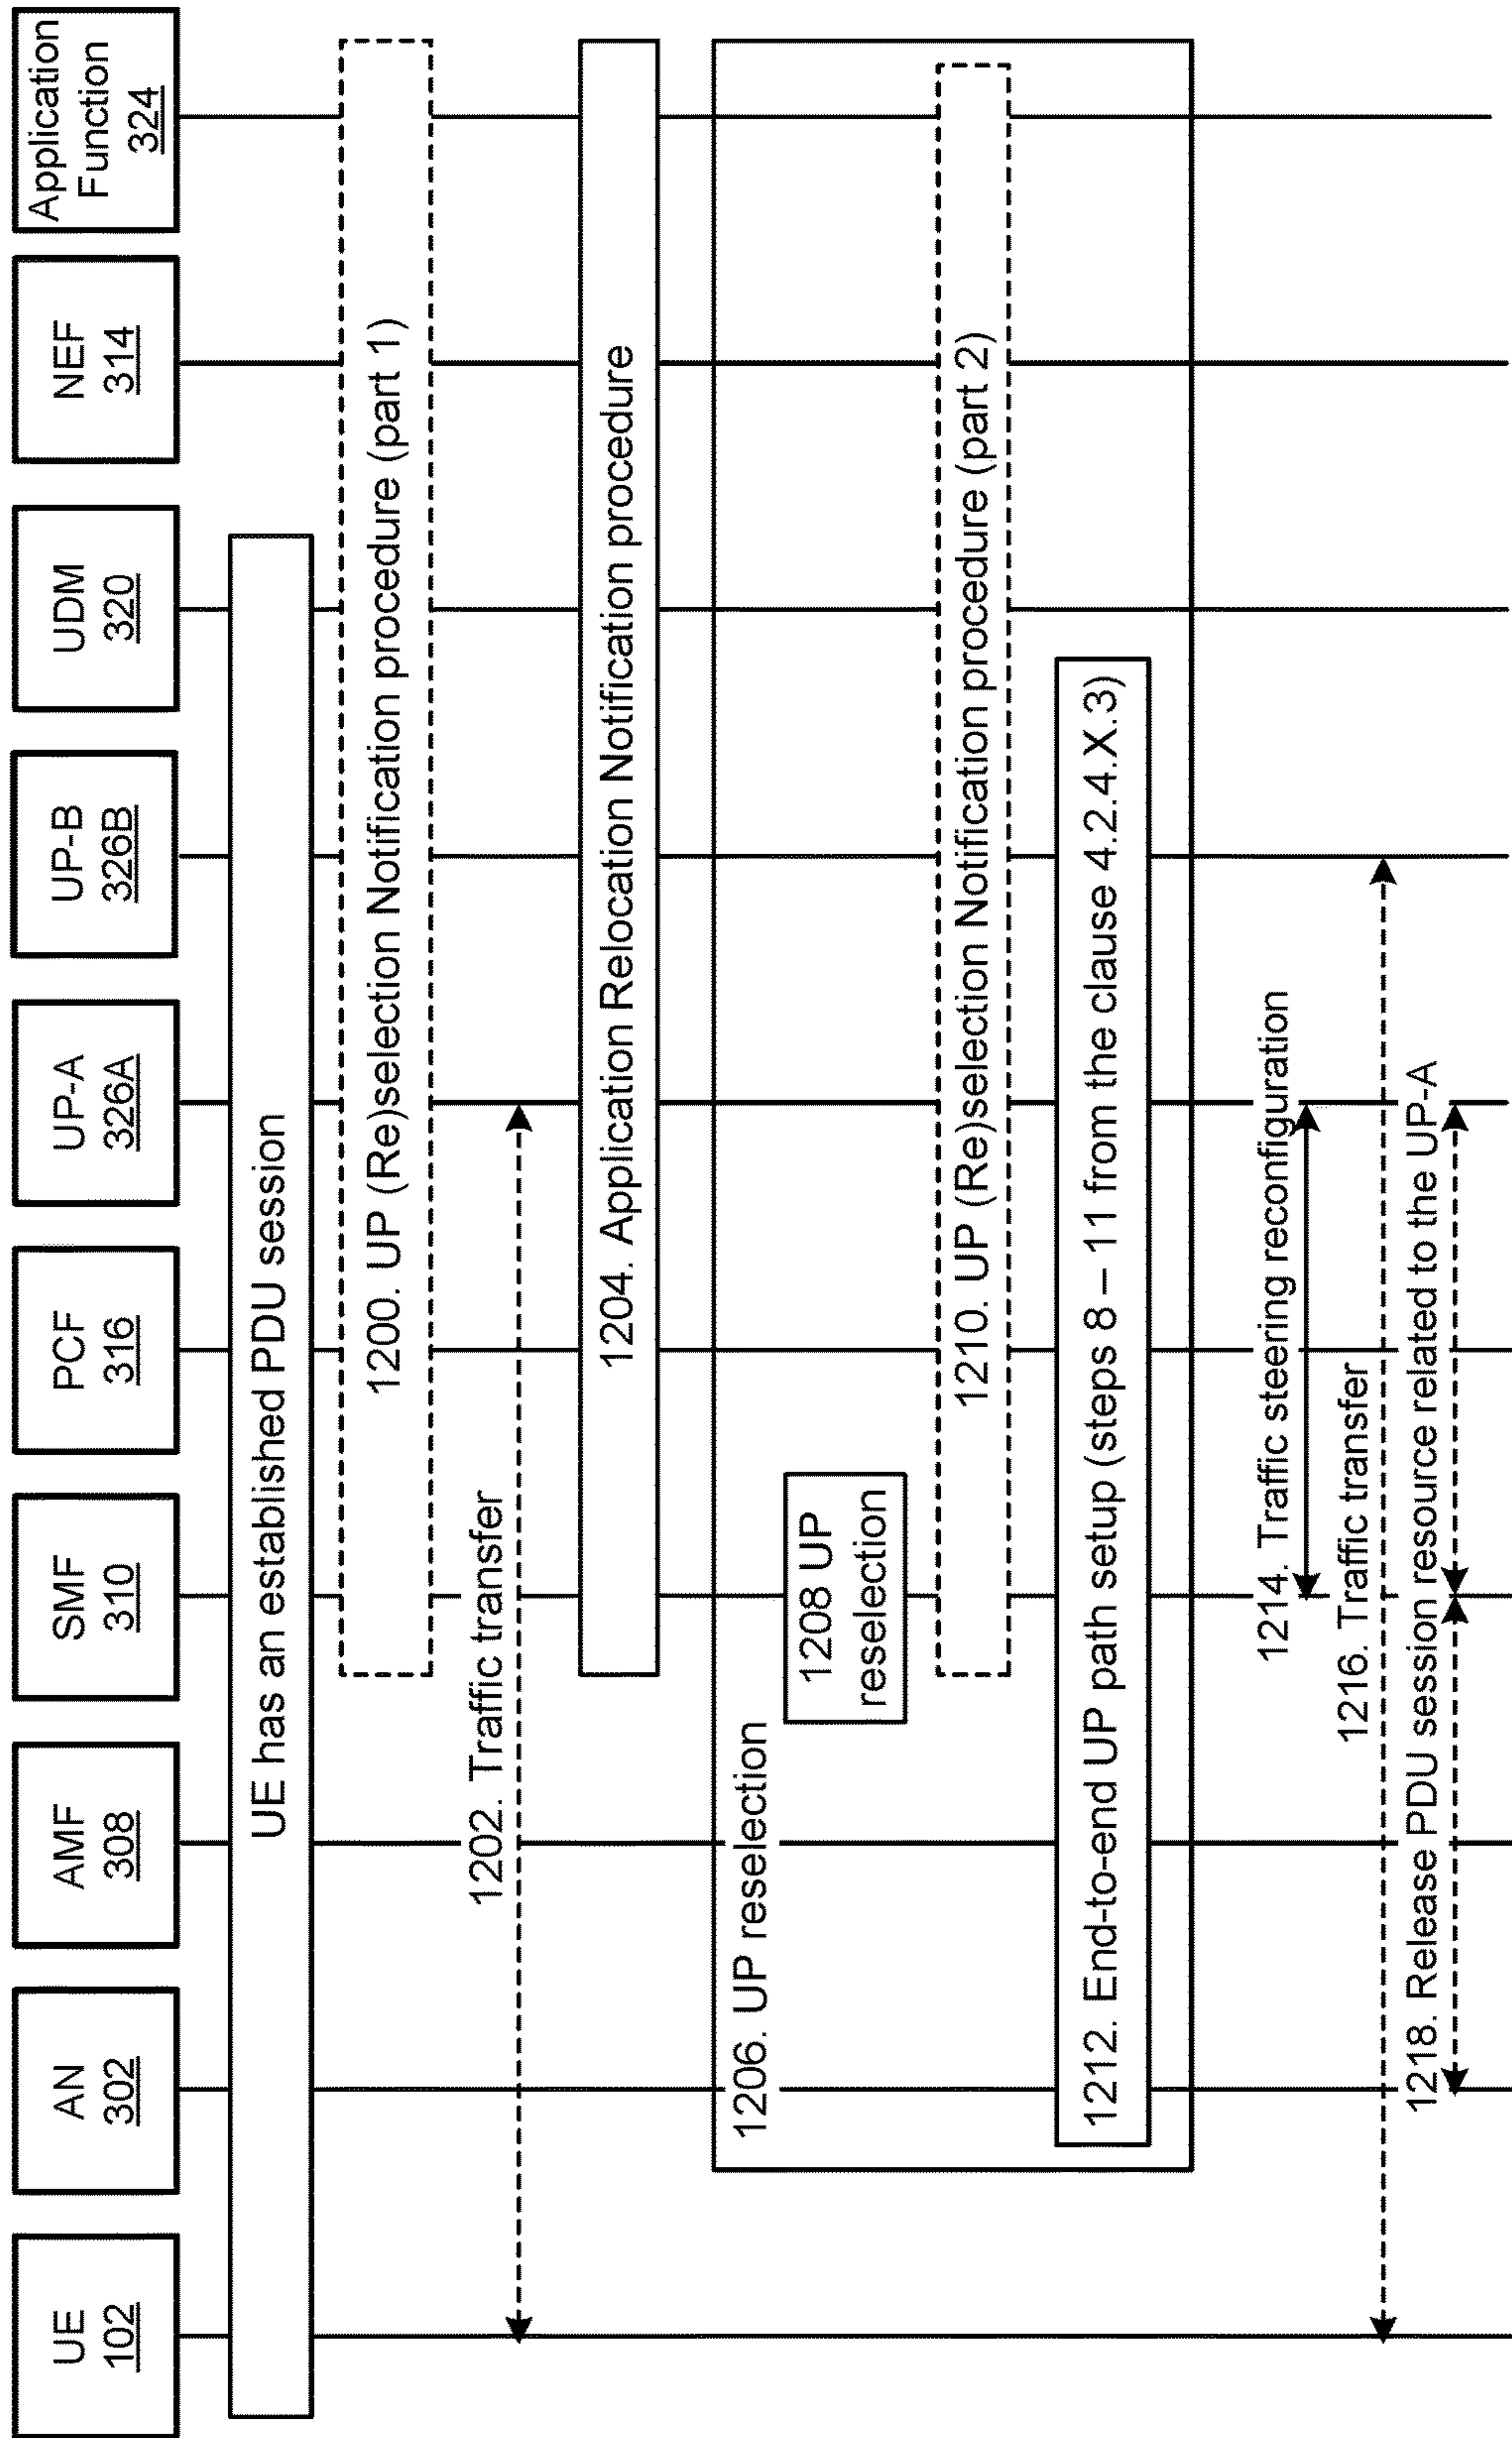 UE
102
AN
302
AMF
308
SMF
310
PCF
316
UP-A
326A
UP-B
326B
UDM
320
NEF
314
Application
Function
324
UE has an established PDU session
1200. UP (Re)selection Notification procedure (part 1)
1202. Traffic transfer
1204. Application Relocation Notification procedure
1206. UP reselection
1208 UP
reselection
1210. UP (Re)selection Notification procedure (part 2)
1212. End-to-end UP path setup (steps 8 – 11 from the clause 4.2.4.X.3)
1214. Traffic steering reconfiguration
1216. Traffic transfer
1218. Release PDU session resource related to the UP-A